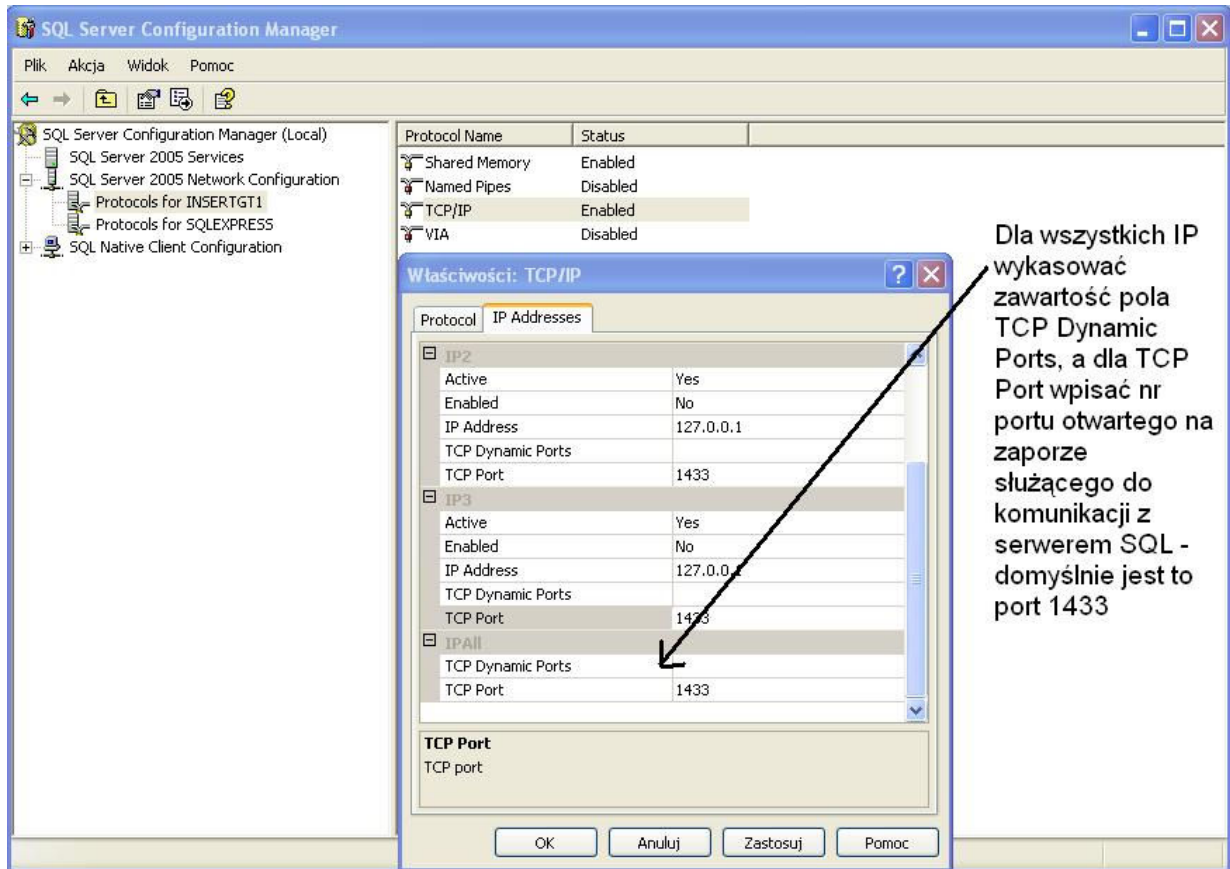 SQL Server Configuration Manager
Plik Akcja Widok Pomoc
SQL Server Configuration Manager (Local)
SQL Server 2005 Services
SQL Server 2005 Network Configuration
Protocols for INSERTGT1
Protocols for SQLEXPRESS
SQL Native Client Configuration
Protocol Name Status
Shared Memory Enabled
Named Pipes Disabled
TCP/IP Enabled
VIA Disabled
Właściwości: TCP/IP
Protocol IP Addresses
IP2
Active Yes
Enabled No
IP Address 127.0.0.1
TCP Dynamic Ports
TCP Port 1433
IP3
Active Yes
Enabled No
IP Address 127.0.0.1
TCP Dynamic Ports
TCP Port 1433
IPAll
TCP Dynamic Ports
TCP Port 1433
TCP Port
TCP port
OK Anuluj Zastosuj Pomoc
Dla wszystkich IP
wykasować
zawartość pola
TCP Dynamic
Ports, a dla TCP
Port wpisać nr
portu otwartego na
zaporze
służącego do
komunikacji z
serwerem SQL -
domyślnie jest to
port 1433